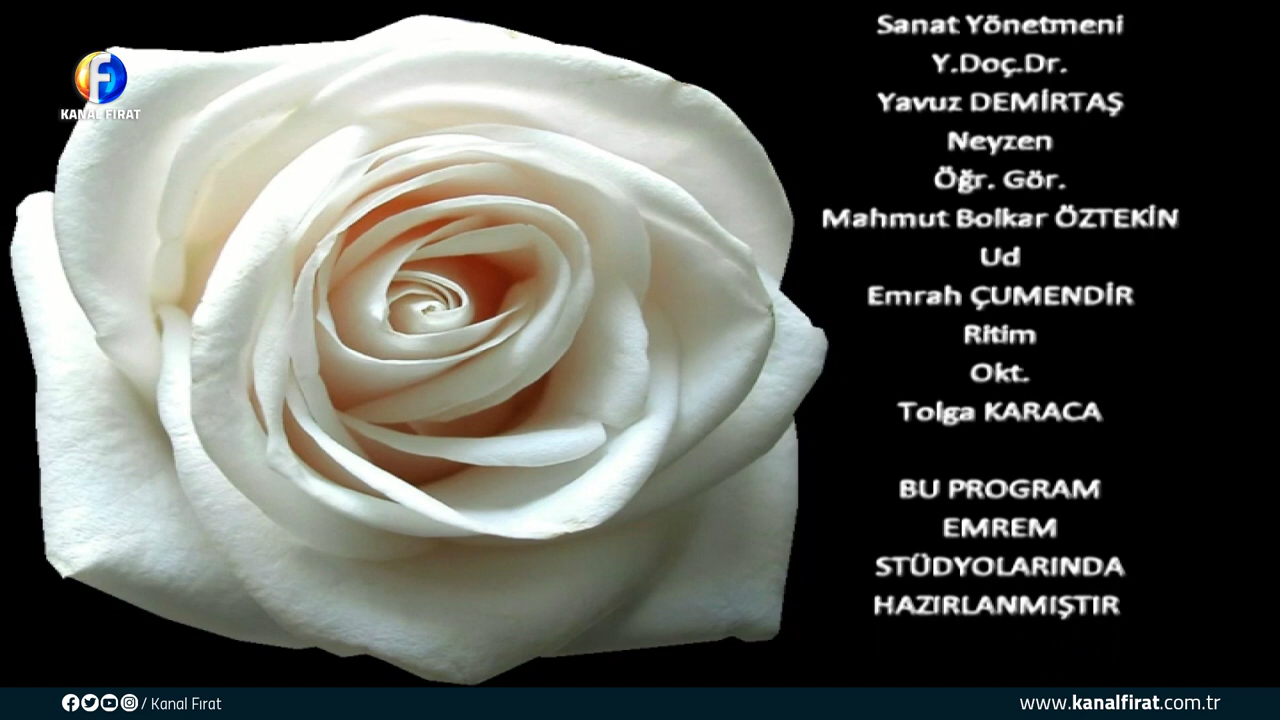 KANAL FIRAT
Sanat Yönetmeni
Y.Doç.Dr.
Yavuz DEMİRTAŞ
Neyzen
Öğr. Gör.
Mahmut Bolkar ÖZTEKİN
Ud
Emrah ÇUMENDİR
Ritim
Okt.
Tolga KARACA
BU PROGRAM
EMREM
STÜDYOLARINDA
HAZIRLANMIŞTIR
/ Kanal Fırat
www.kanalfirat.com.tr